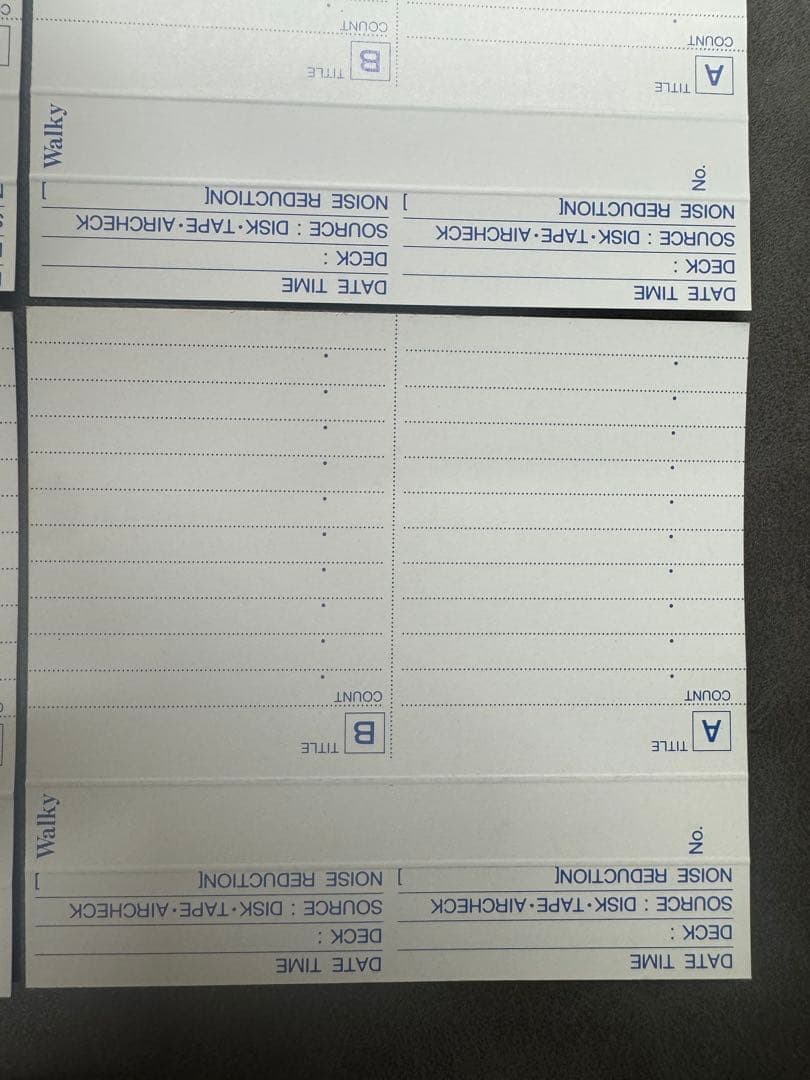 DATE TIME DATE TIME
DECK : DECK :
SOURCE : DISK·TAPE·AIRCHECK SOURCE : DISK·TAPE·AIRCHECK
NOISE REDUCTION[ ] NOISE REDUCTION[ ]
No. Walky
A TITLE B TITLE
COUNT COUNT
DATE TIME DATE TIME
DECK : DECK :
SOURCE : DISK·TAPE·AIRCHECK SOURCE : DISK·TAPE·AIRCHECK
NOISE REDUCTION[ ] NOISE REDUCTION[ ]
No. Walky
A TITLE B TITLE
COUNT COUNT